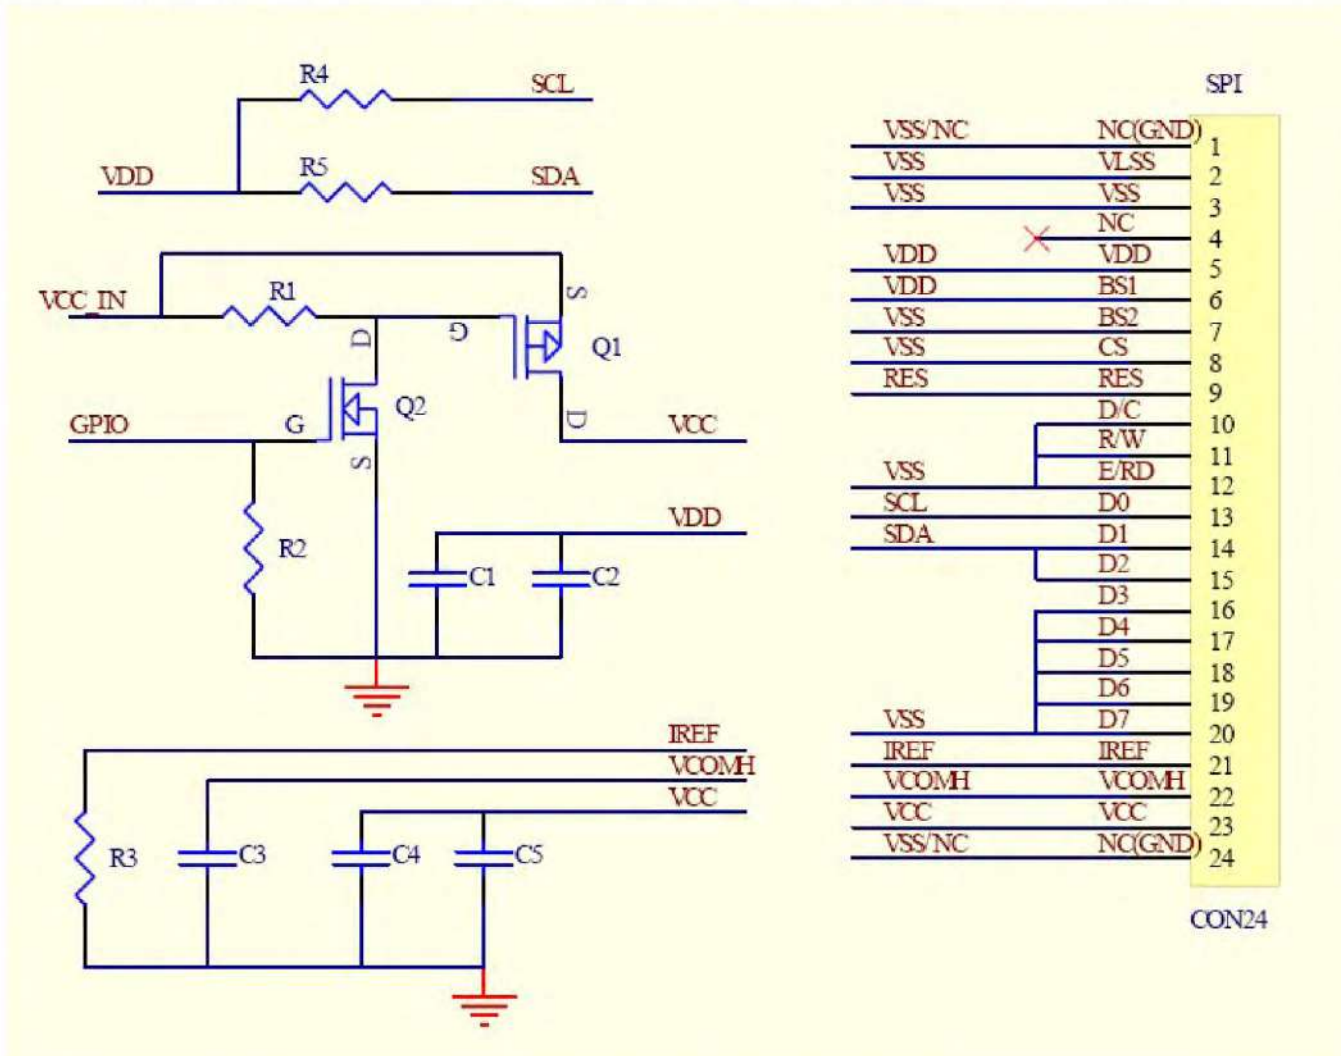 R4
SCL
R5
VDD
SDA
VCC_IN
R1
S
D
G
Q1
Q2
GPIO
G
S
D
VCC
R2
VDD
C1
C2
IREF
VCOMH
VCC
R3
C3
C4
C5
SPI
VSS/NC NC(GND) 1
VSS VLSS 2
VSS VSS 3
NC 4
VDD VDD 5
VDD BS1 6
VSS BS2 7
VSS CS 8
RES RES 9
D/C 10
R/W 11
VSS E/RD 12
SCL D0 13
SDA D1 14
D2 15
D3 16
D4 17
D5 18
D6 19
VSS D7 20
IREF IREF 21
VCOMH VCOMH 22
VCC VCC 23
VSS/NC NC(GND) 24
CON24